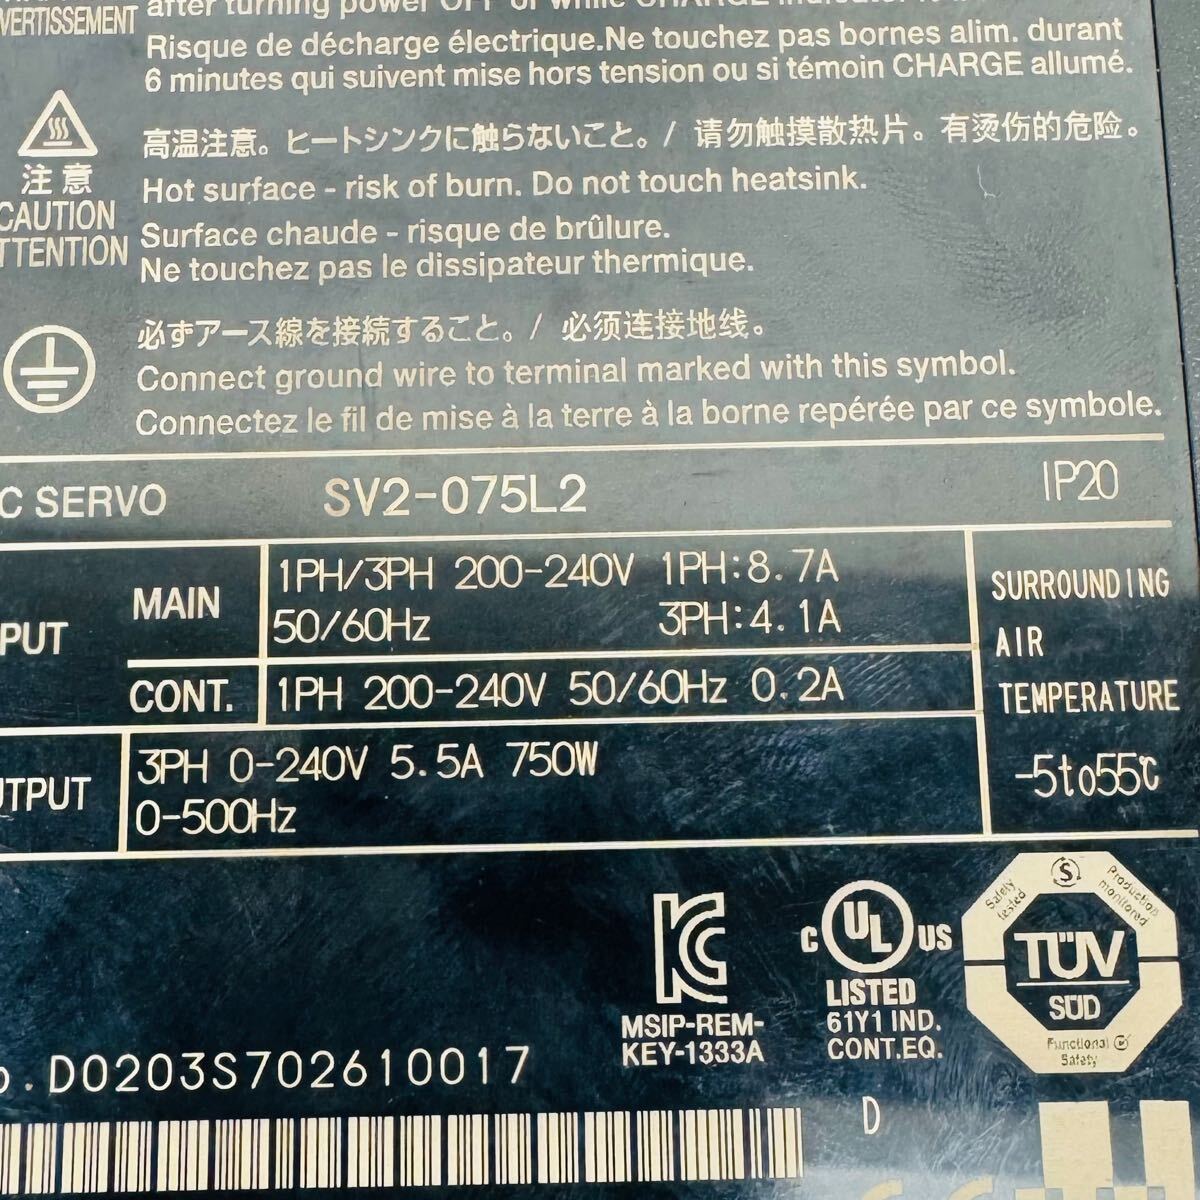 VERTISSEMENT
after turning power OFF or while CHARGE
Risque de décharge électrique.Ne touchez pas bornes alim. durant
6 minutes qui suivent mise hors tension ou si témoin CHARGE allumé.
注意
CAUTION
TTENTION
高温注意。ヒートシンクに触らないこと。/ 请勿触摸散热片。有烫伤的危险。
Hot surface - risk of burn. Do not touch heatsink.
Surface chaude - risque de brûlure.
Ne touchez pas le dissipateur thermique.
必ずアース線を接続すること。/ 必须连接地线。
Connect ground wire to terminal marked with this symbol.
Connectez le fil de mise à la terre à la borne repérée par ce symbole.
C SERVO SV2-075L2 IP20
PUT MAIN 1PH/3PH 200-240V 1PH:8.7A
50/60Hz 3PH:4.1A
CONT. 1PH 200-240V 50/60Hz 0.2A
UTPUT 3PH 0-240V 5.5A 750W
0-500Hz
SURROUNDING
AIR
TEMPERATURE
-5to55℃
MSIP-REM-
KEY-1333A
C UL US
LISTED
61Y1 IND.
CONT.EQ.
Safety
tested
S
Production
monitored
TÜV
SÜD
Functional
Safety
o.D0203S702610017
D